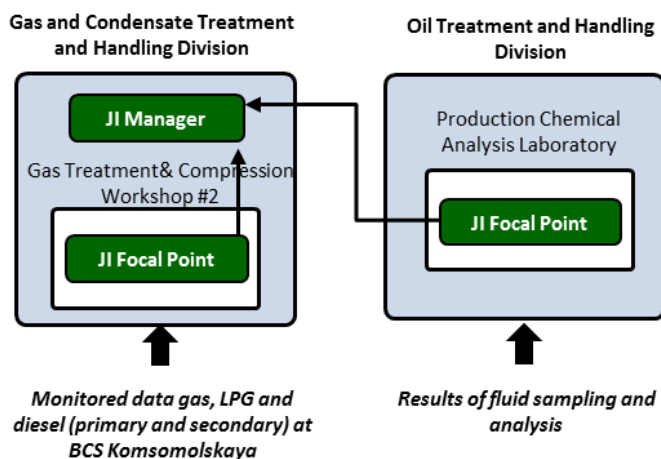 Gas and Condensate Treatment
and Handling Division
JI Manager
Gas Treatment& Compression
Workshop #2
JI Focal Point
Monitored data gas, LPG and
diesel (primary and secondary) at
BCS Komsomolskaya
Oil Treatment and Handling
Division
Production Chemical
Analysis Laboratory
JI Focal Point
Results of fluid sampling and
analysis